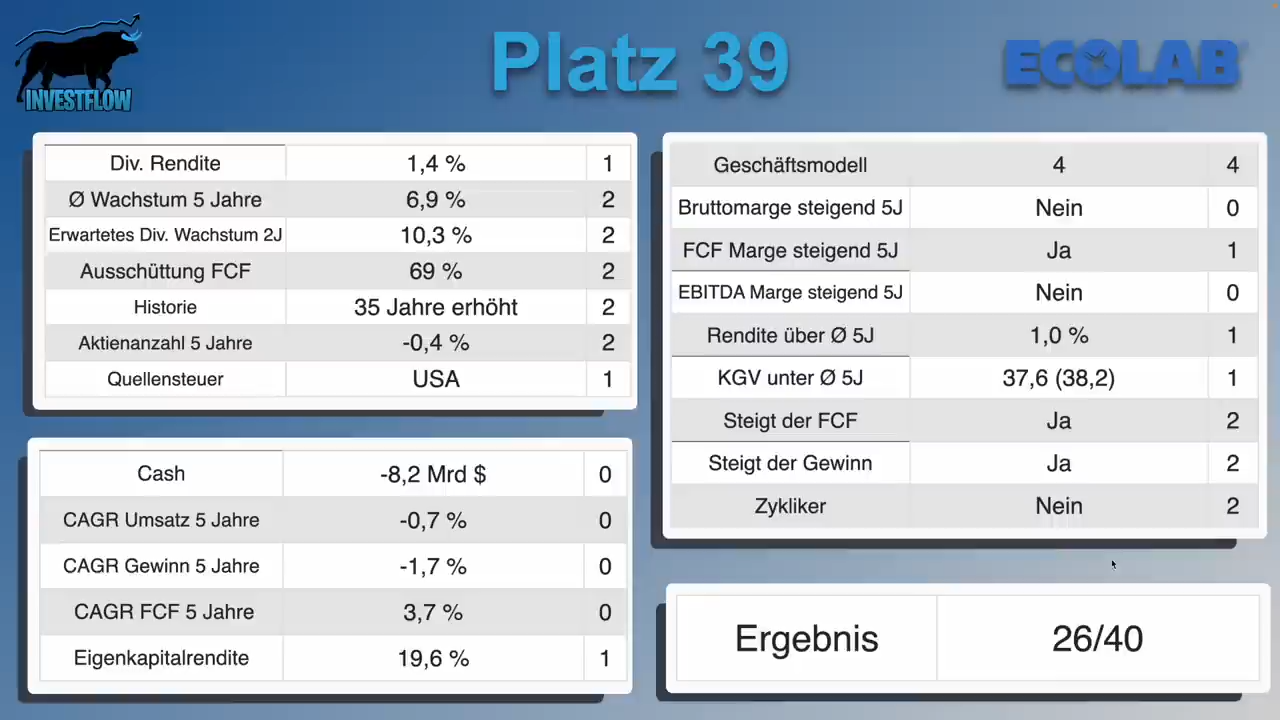 INVESTFLOW
Platz 39
ECOLAB
Div. Rendite 1,4 % 1
Ø Wachstum 5 Jahre 6,9 % 2
Erwartetes Div. Wachstum 2J 10,3 % 2
Ausschüttung FCF 69 % 2
Historie 35 Jahre erhöht 2
Aktienanzahl 5 Jahre -0,4 % 2
Quellensteuer USA 1
Cash -8,2 Mrd $ 0
CAGR Umsatz 5 Jahre -0,7 % 0
CAGR Gewinn 5 Jahre -1,7 % 0
CAGR FCF 5 Jahre 3,7 % 0
Eigenkapitalrendite 19,6 % 1
Geschäftsmodell 4 4
Bruttomarge steigend 5J Nein 0
FCF Marge steigend 5J Ja 1
EBITDA Marge steigend 5J Nein 0
Rendite über Ø 5J 1,0 % 1
KGV unter Ø 5J 37,6 (38,2) 1
Steigt der FCF Ja 2
Steigt der Gewinn Ja 2
Zykliker Nein 2
Ergebnis 26/40